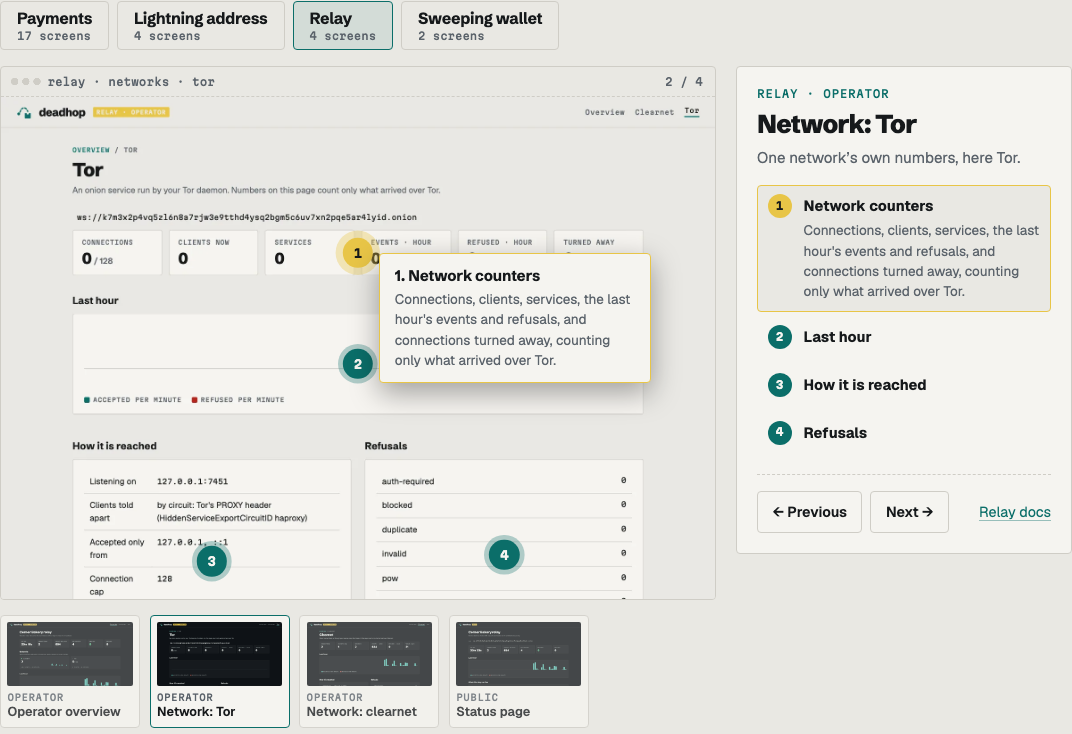 Payments
17 screens
Lightning address
4 screens
Relay
4 screens
Sweeping wallet
2 screens
relay · networks · tor
2 / 4
deadhop
RELAY · OPERATOR
Overview
Clearnet
Tor
OVERVIEW / TOR
Tor
An onion service run by your Tor daemon. Numbers on this page count only what arrived over Tor.
ws://k7m3x2p4vq5zl6n8a7rjw3e9tthd4ysq2bgm5c6uv7xn2pqe5ar4lyid.onion
CONNECTIONS
0 / 128
CLIENTS NOW
0
SERVICES
0
EVENTS · HOUR
REFUSED · HOUR
TURNED AWAY
1
1. Network counters
Connections, clients, services, the last
hour's events and refusals, and
connections turned away, counting
only what arrived over Tor.
Last hour
2
ACCEPTED PER MINUTE
REFUSED PER MINUTE
How it is reached
Listening on
127.0.0.1:7451
Clients told
apart
by circuit: Tor's PROXY header
(HiddenServiceExportCircuitID haproxy)
Accepted only
from
127.0.0.1, ::1
3
Connection
cap
128
Refusals
auth-required
0
blocked
0
duplicate
0
invalid
0
4
pow
0
RELAY · OPERATOR
Network: Tor
One network's own numbers, here Tor.
1
Network counters
Connections, clients, services, the last
hour's events and refusals, and
connections turned away, counting
only what arrived over Tor.
2
Last hour
3
How it is reached
4
Refusals
← Previous
Next →
Relay docs
OPERATOR
Operator overview
OPERATOR
Network: Tor
OPERATOR
Network: clearnet
PUBLIC
Status page